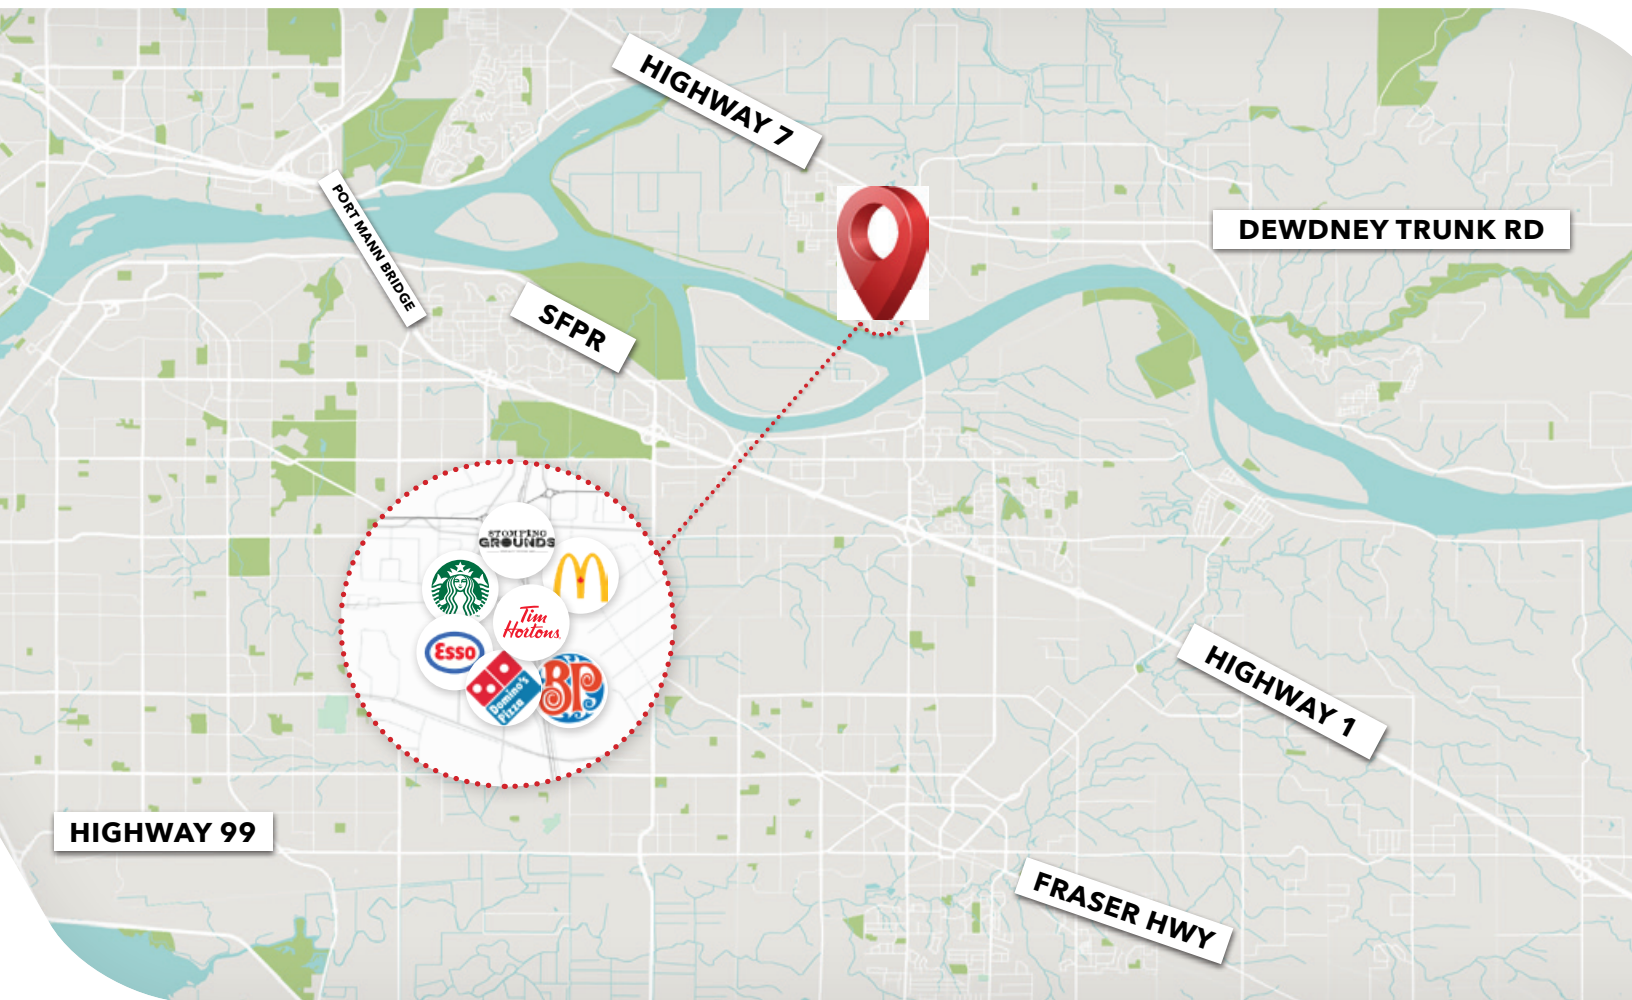 HIGHWAY 7
PORT MANN BRIDGE
DEWDNEY TRUNK RD
SFPR
STOMPING
GROUNDS
Tim
Hortons
Esso
Domino's
Pizza
BP
HIGHWAY 1
HIGHWAY 99
FRASER HWY